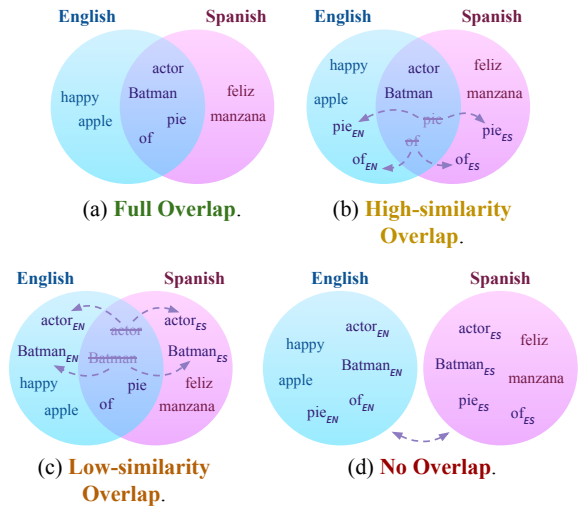 English Spanish
actor
happy Batman feliz
apple pie manzana
of
(a) Full Overlap.
English Spanish
happy actor feliz
apple Batman manzana
pieEN pie pieES
of
ofEN ofES
(b) High-similarity
Overlap.
English Spanish
actorEN actor actorES
BatmanEN Batman BatmanES
happy pie feliz
apple of manzana
(c) Low-similarity
Overlap.
English Spanish
actorEN actorES
happy feliz
BatmanEN BatmanES
apple manzana
pieEN ofEN pieES ofES
(d) No Overlap.